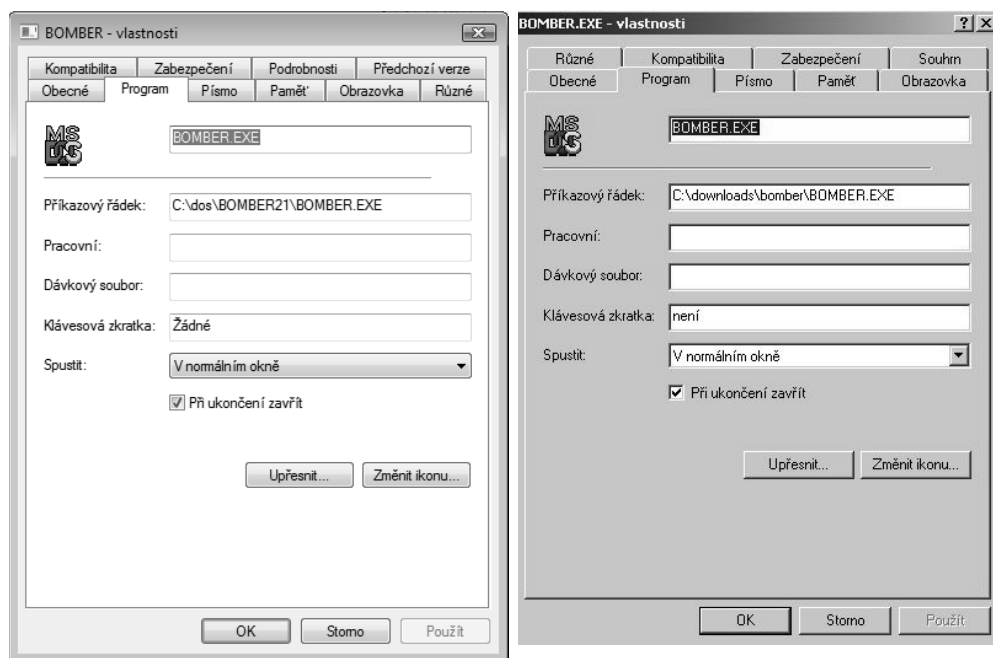 BOMBER - vlastnosti
Kompatibilita Zabezpečení Podrobnosti Předchozí verze
Obecné Program Písmo Paměť Obrazovka Různé
MS DOS
BOMBER.EXE
Příkazový řádek: C:\dos\BOMBER21\BOMBER.EXE
Pracovní:
Dávkový soubor:
Klávesová zkratka: Žádné
Spustit: V normálním okně
Při ukončení zavřít
Upřesnit... Změnit ikonu...
OK Storno Použít
BOMBER.EXE - vlastnosti
Různé Kompatibilita Zabezpečení Souhrn
Obecné Program Písmo Paměť Obrazovka
MS DOS
BOMBER.EXE
Příkazový řádek: C:\downloads\bomber\BOMBER.EXE
Pracovní:
Dávkový soubor:
Klávesová zkratka: není
Spustit: V normálním okně
Při ukončení zavřít
Upřesnit... Změnit ikonu...
OK Storno Použít